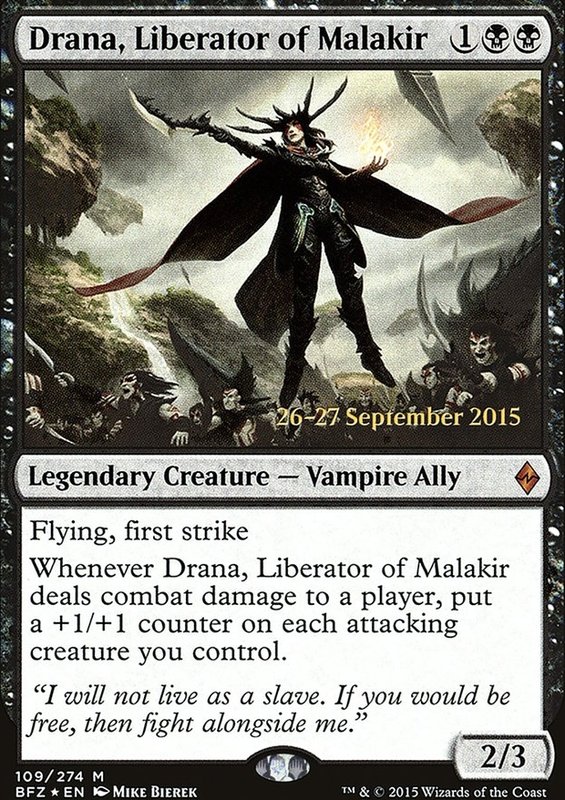 Drana, Liberator of Malakir 1
26-27 September 2015
Legendary Creature — Vampire Ally
Flying, first strike
Whenever Drana, Liberator of Malakir
deals combat damage to a player, put
a +1/+1 counter on each attacking
creature you control.
“I will not live as a slave. If you would be
free, then fight alongside me.”
2/3
109/274 M
BFZ ★ EN Mike Bierek
™ & © 2015 Wizards of the Coast